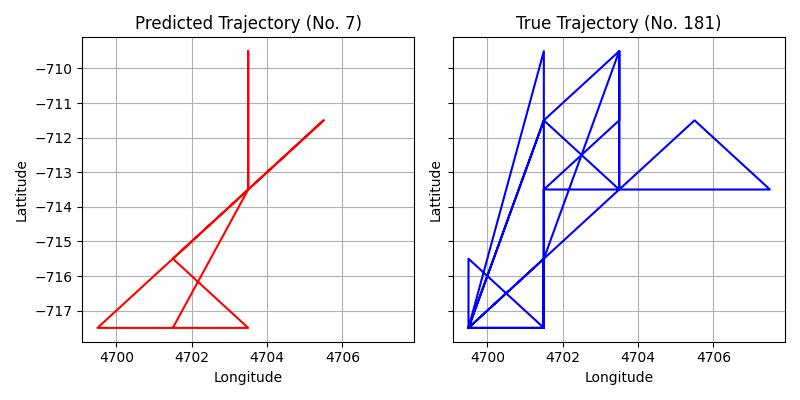 Predicted Trajectory (No. 7)
True Trajectory (No. 181)
−710
−711
−712
−713
−714
−715
−716
−717
Lattitude
Lattitude
4700
4702
4704
4706
4700
4702
4704
4706
Longitude
Longitude